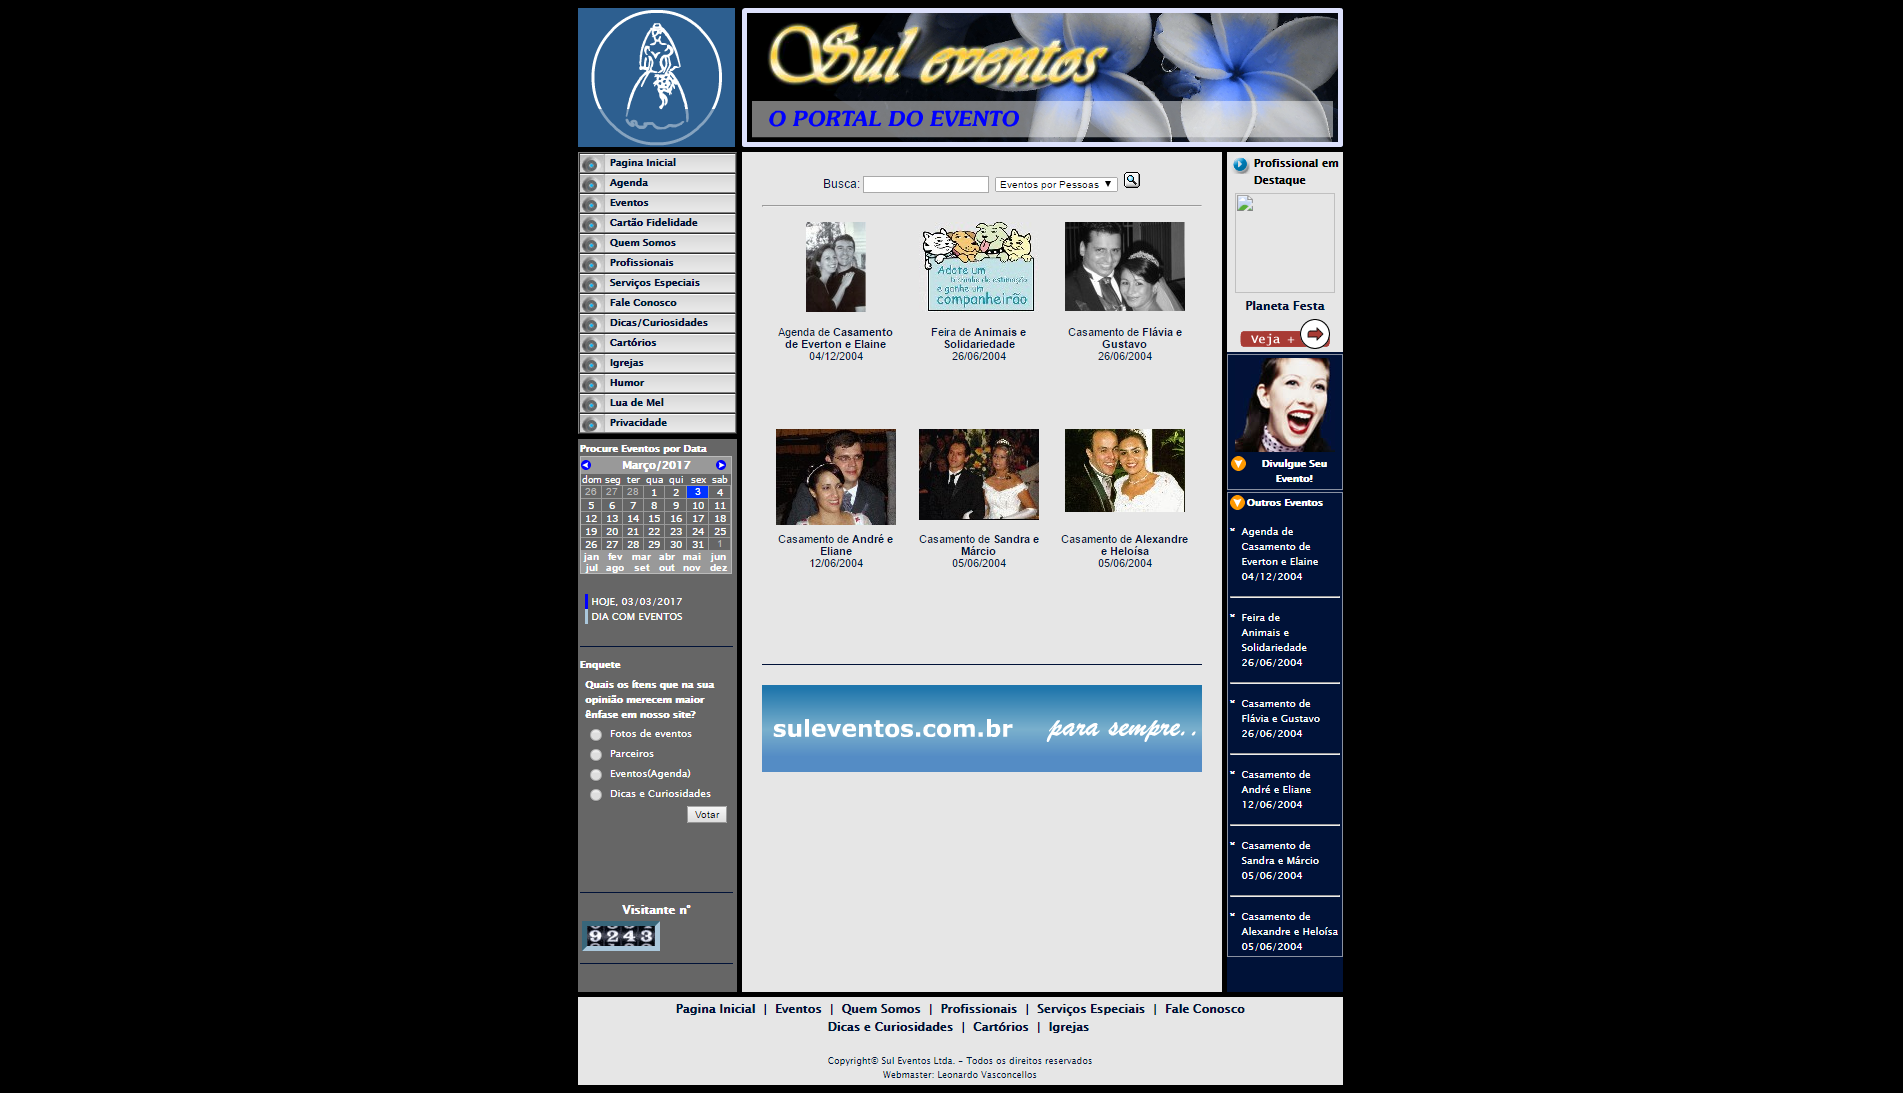 Sul eventos
O PORTAL DO EVENTO
Pagina Inicial
Agenda
Eventos
Cartão Fidelidade
Quem Somos
Profissionais
Serviços Especiais
Fale Conosco
Dicas/Curiosidades
Cartórios
Igrejas
Humor
Lua de Mel
Privacidade
Procure Eventos por Data
Março/2017
dom seg ter qua qui sex sab
26 27 28 1 2 3 4
5 6 7 8 9 10 11
12 13 14 15 16 17 18
19 20 21 22 23 24 25
26 27 28 29 30 31 1
jan fev mar abr mai jun
jul ago set out nov dez
HOJE, 03/03/2017
DIA COM EVENTOS
Enquete
Quais os ítens que na sua
opinião merecem maior
ênfase em nosso site?
Fotos de eventos
Parceiros
Eventos(Agenda)
Dicas e Curiosidades
Votar
Visitante nº
9243
Busca: Eventos por Pessoas
Adote um
bichinho de estimação
e ganhe um
companheirão
Agenda de Casamento
de Everton e Elaine
04/12/2004
Feira de Animais e
Solidariedade
26/06/2004
Casamento de Flávia e
Gustavo
26/06/2004
Casamento de André e
Eliane
12/06/2004
Casamento de Sandra e
Márcio
05/06/2004
Casamento de Alexandre
e Heloísa
05/06/2004
suleventos.com.br para sempre..
Profissional em
Destaque
Planeta Festa
Veja +
Divulgue Seu
Evento!
Outros Eventos
Agenda de
Casamento de
Everton e Elaine
04/12/2004
Feira de
Animais e
Solidariedade
26/06/2004
Casamento de
Flávia e Gustavo
26/06/2004
Casamento de
André e Eliane
12/06/2004
Casamento de
Sandra e Márcio
05/06/2004
Casamento de
Alexandre e Heloísa
05/06/2004
Pagina Inicial | Eventos | Quem Somos | Profissionais | Serviços Especiais | Fale Conosco
Dicas e Curiosidades | Cartórios | Igrejas
Copyright© Sul Eventos Ltda. - Todos os direitos reservados
Webmaster: Leonardo Vasconcellos